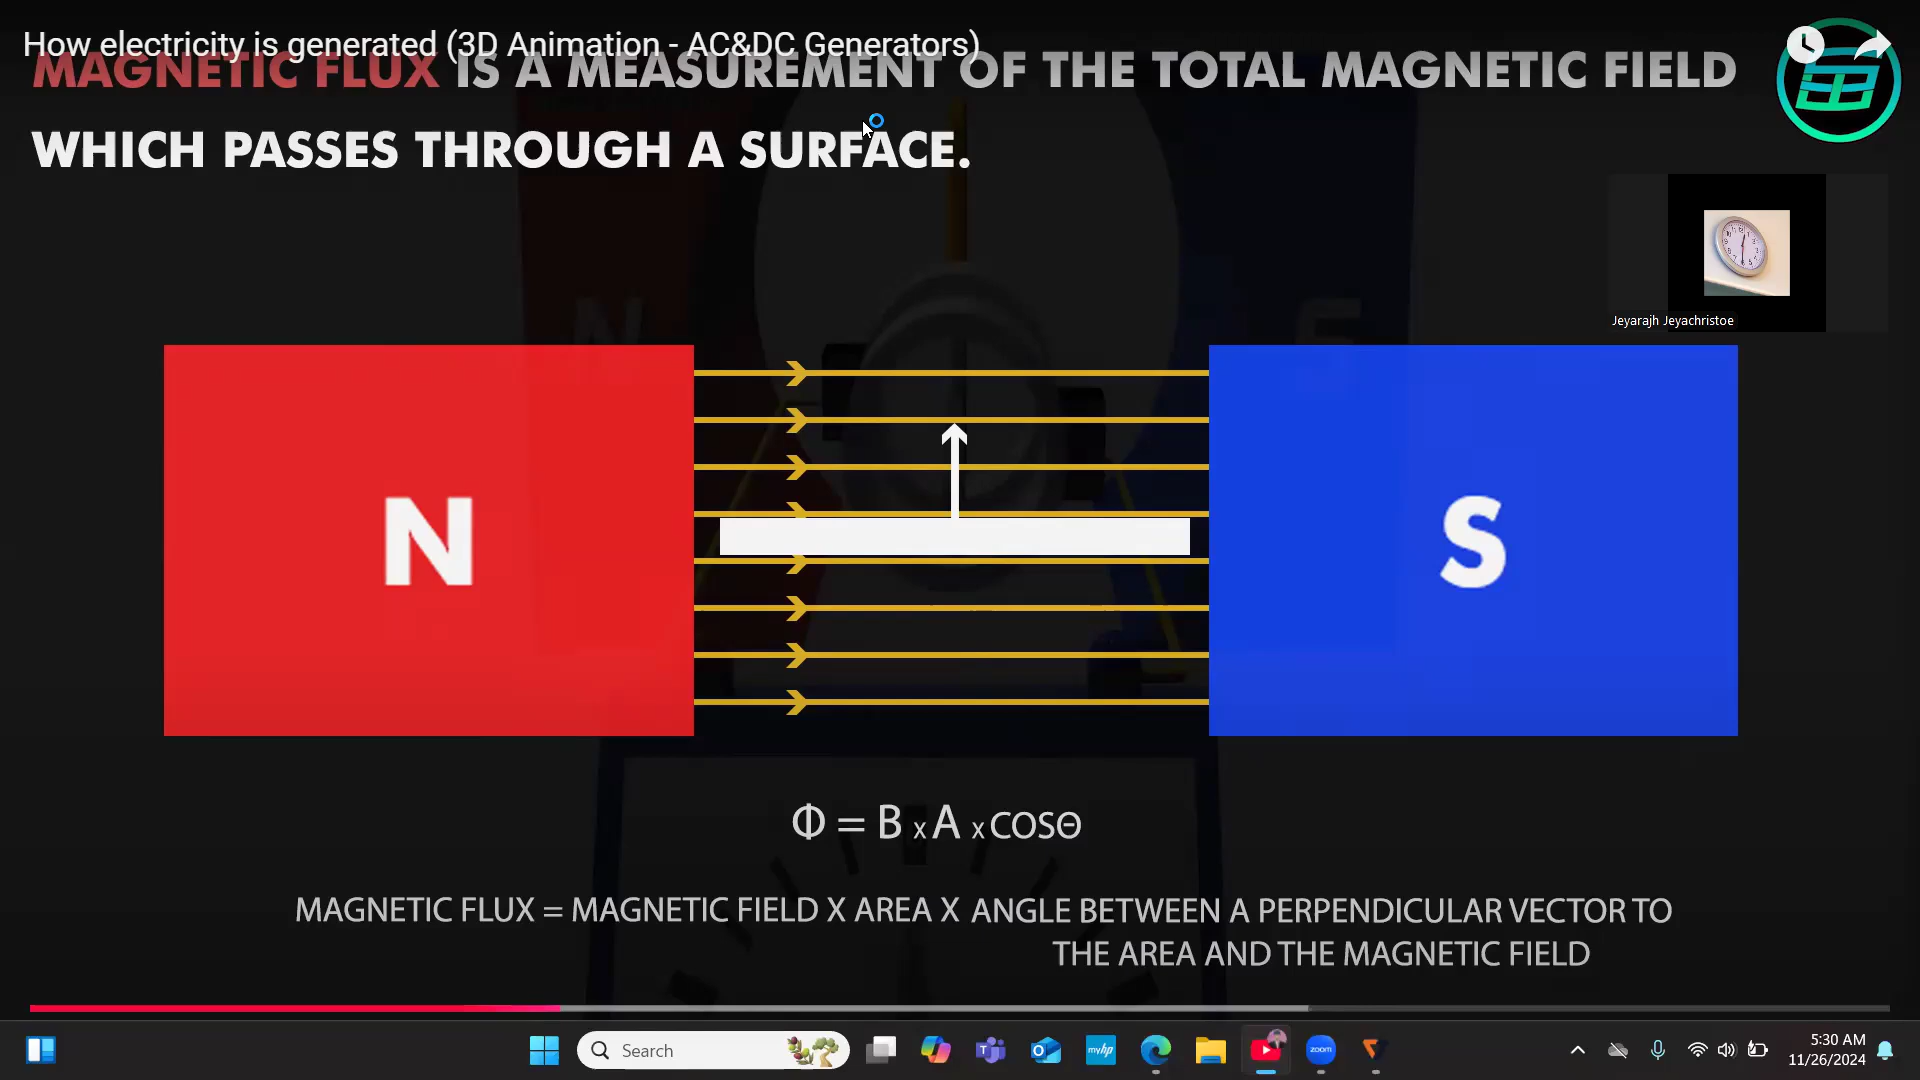 How electricity is generated (3D Animation - AC&DC Generators)
MAGNETIC FLUX IS A MEASUREMENT OF THE TOTAL MAGNETIC FIELD
WHICH PASSES THROUGH A SURFACE.
Jeyarajh Jeyachristoe
N
S
Φ = B x A x COSΘ
MAGNETIC FLUX = MAGNETIC FIELD X AREA X ANGLE BETWEEN A PERPENDICULAR VECTOR TO
THE AREA AND THE MAGNETIC FIELD
Search
myhp
zoom
5:30 AM
11/26/2024